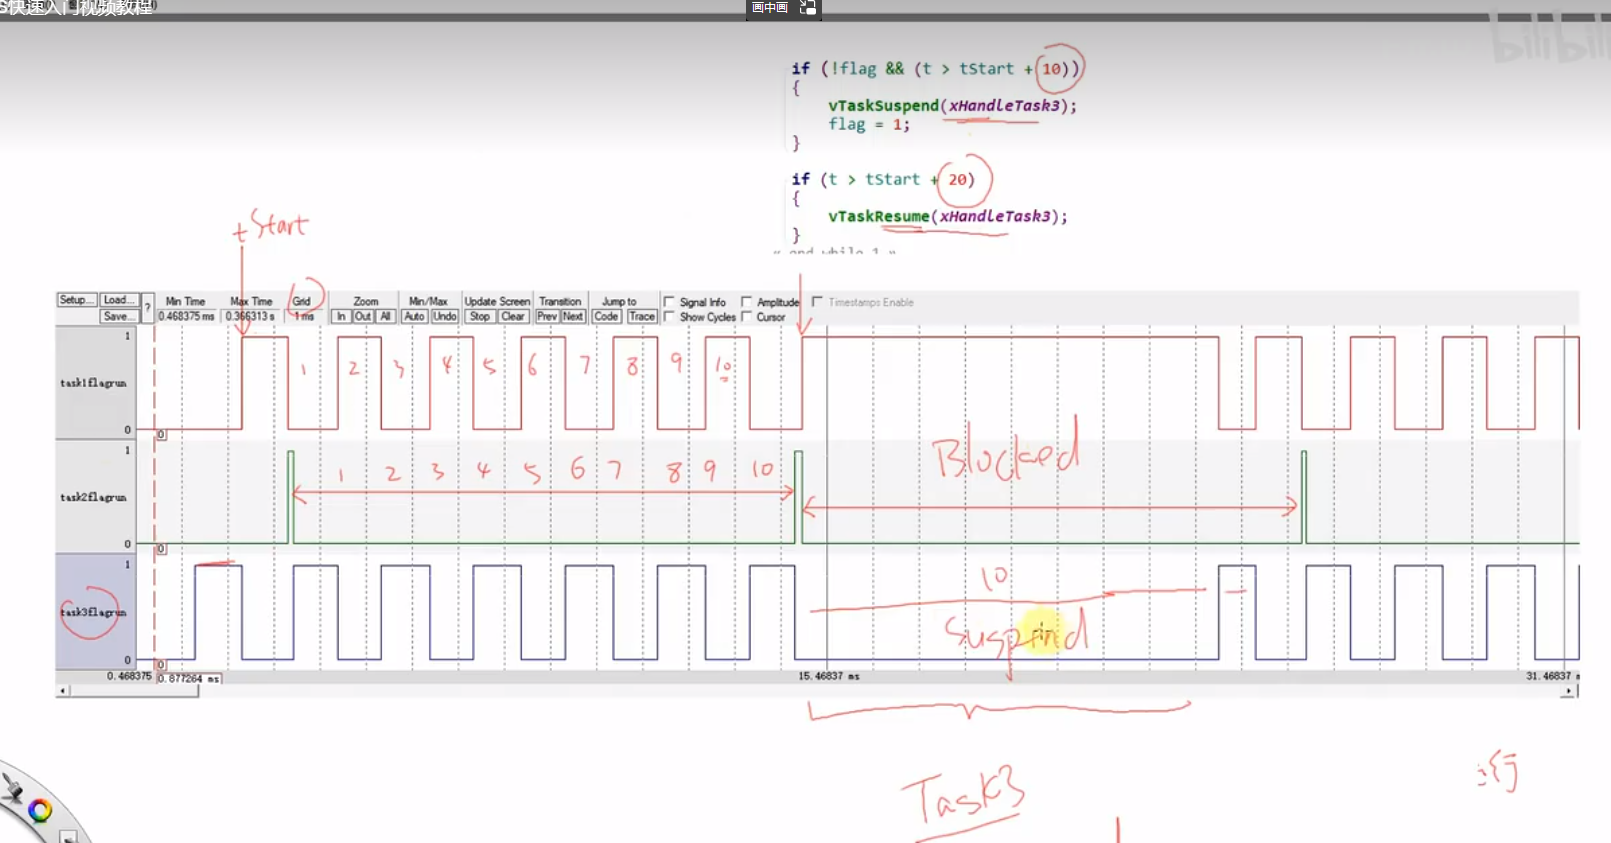 S快速入门视频教程
画中画
bilibili
if (!flag && (t > tStart + 10))
{
vTaskSuspend(xHandleTask3);
flag = 1;
}
if (t > tStart + 20)
{
vTaskResume(xHandleTask3);
}
tStart
Setup... Load... ? Min Time Max Time Grid Zoom Min/Max Update Screen Transition Jump to Signal Info Amplitude Timestamps Enable
Save... 0.468375 ms 0.366313 s 1 ms In Out All Auto Undo Stop Clear Prev Next Code Trace Show Cycles Cursor
1
1 2 3 4 5 6 7 8 9 10
task1flagrun
0 0
1
Blocked
1 2 3 4 5 6 7 8 9 10
task2flagrun
0 0
1
10
task3flagrun
Suspend
0 0
0.468375 0.877264 ms 15.46837 ms 31.46837 m
Task3
行